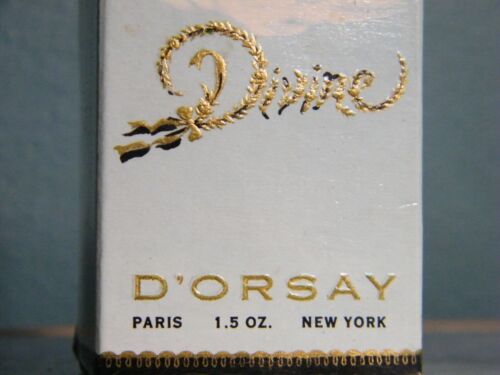 Divine
D'ORSAY
PARIS 1.5 OZ. NEW YORK